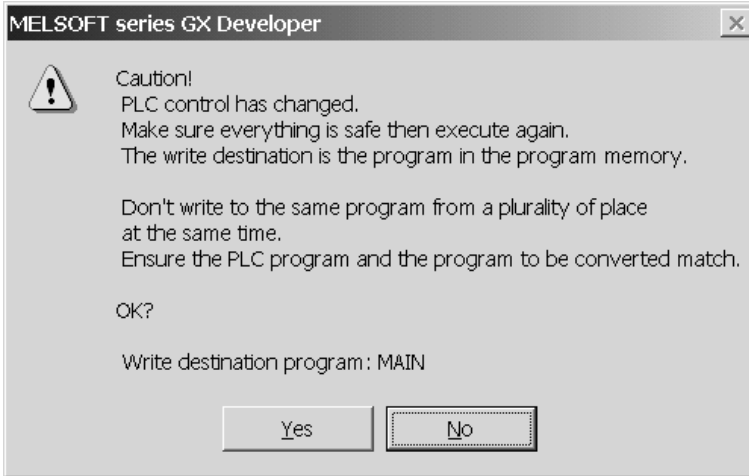 MELSOFT series GX Developer
Caution!
PLC control has changed.
Make sure everything is safe then execute again.
The write destination is the program in the program memory.
Don't write to the same program from a plurality of place
at the same time.
Ensure the PLC program and the program to be converted match.
OK?
Write destination program: MAIN
Yes
No